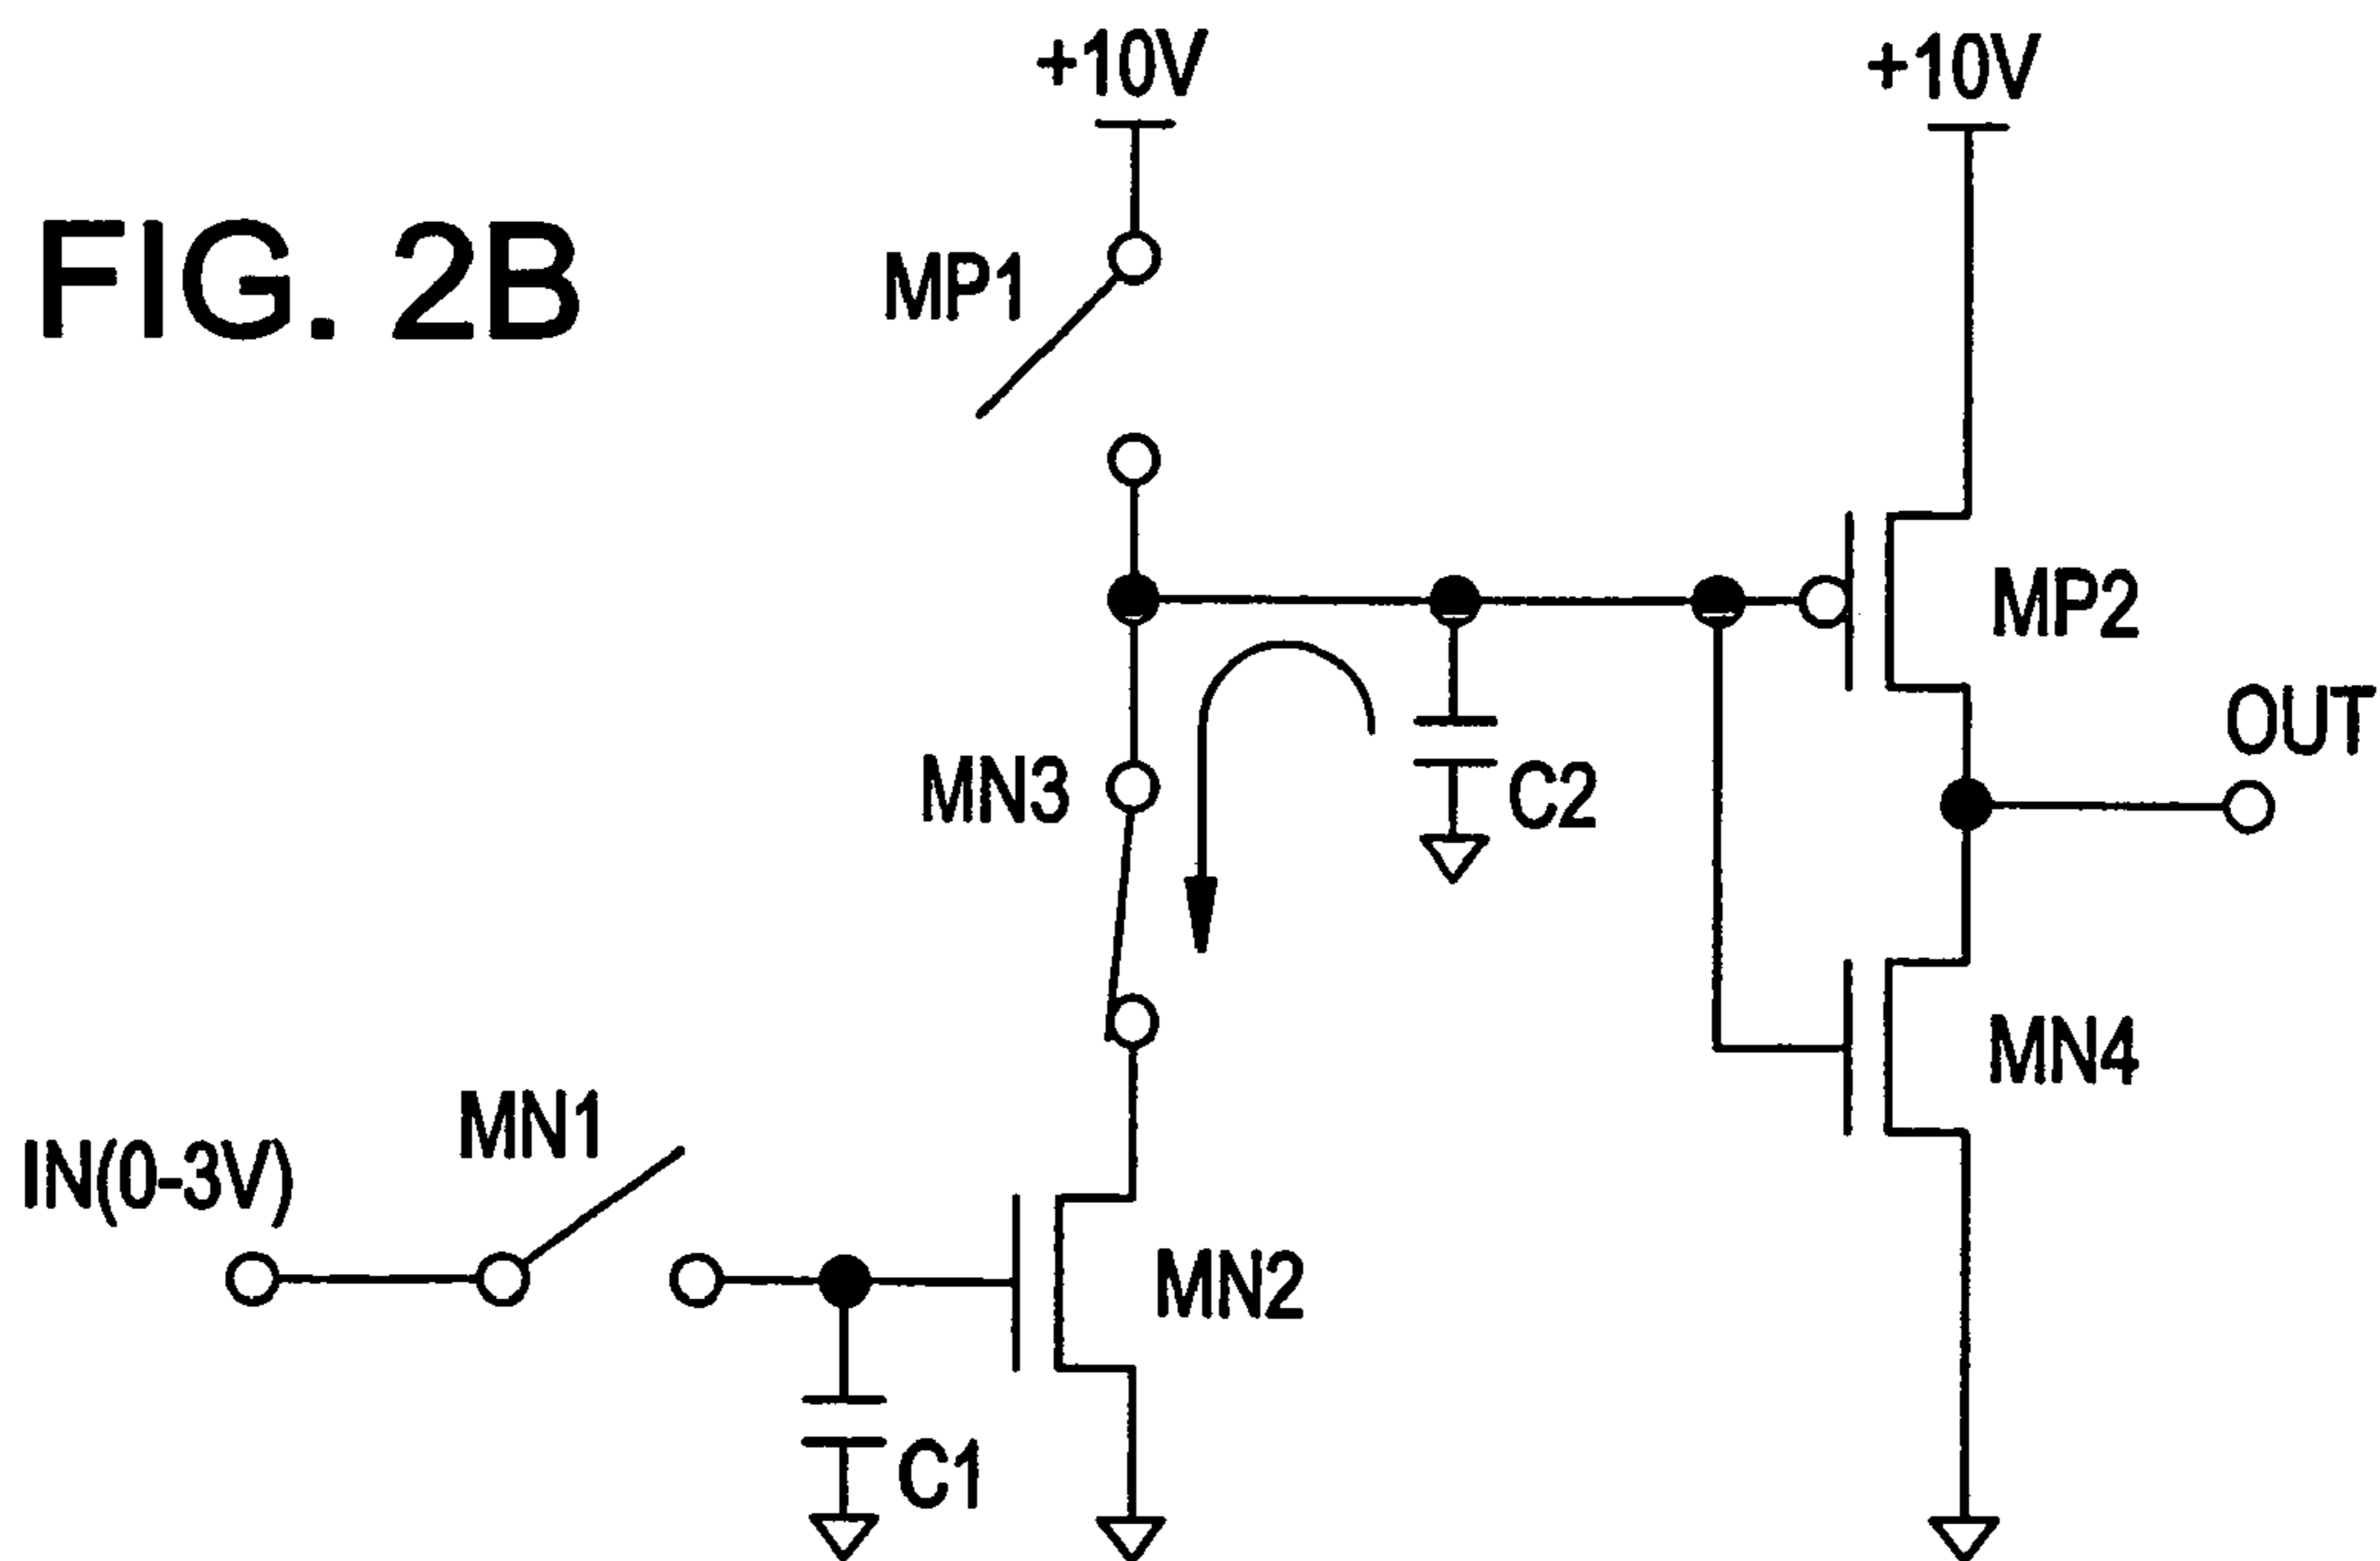 +10V
+10V
FIG. 2B
MP1
MP2
OUT
MN3
C2
MN4
MN1
IN(0-3V)
MN2
C1